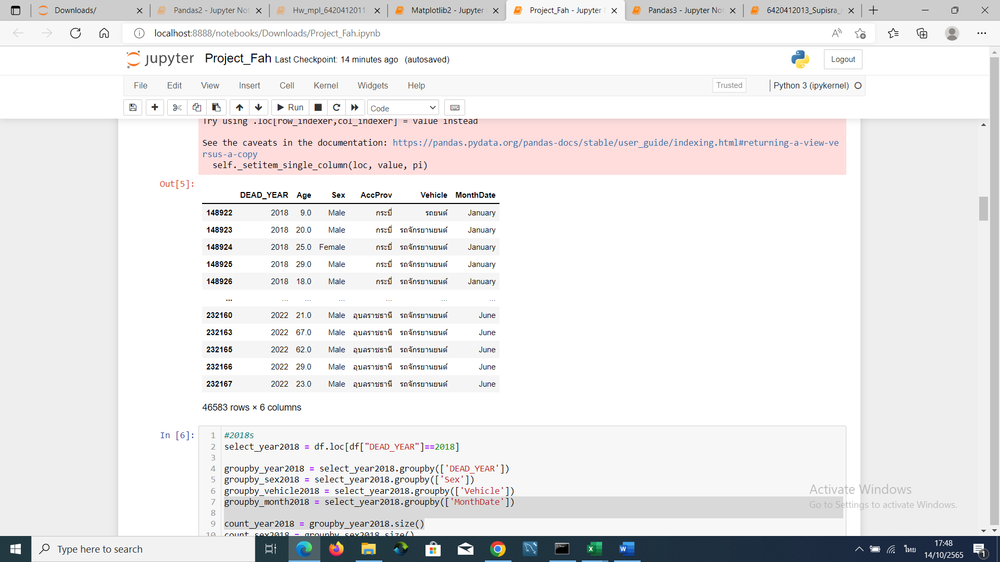 Downloads/
Pandas2 - Jupyter Not
Hw_mpl_6420412011
Matplotlib2 - Jupyter
Project_Fah - Jupyter
Pandas3 - Jupyter Not
6420412013_Supisra_
localhost:8888/notebooks/Downloads/Project_Fah.ipynb
jupyter Project_Fah Last Checkpoint: 14 minutes ago (autosaved)
Logout
File Edit View Insert Cell Kernel Widgets Help
Trusted
Python 3 (ipykernel)
Run
Code
Try using .loc[row_indexer,col_indexer] = value instead
See the caveats in the documentation: https://pandas.pydata.org/pandas-docs/stable/user_guide/indexing.html#returning-a-view-ve
rsus-a-copy
self._setitem_single_column(loc, value, pi)
Out[5]:
DEAD_YEAR Age Sex AccProv Vehicle MonthDate
148922 2018 9.0 Male กระบี่ รถยนต์ January
148923 2018 20.0 Male กระบี่ รถจักรยานยนต์ January
148924 2018 25.0 Female กระบี่ รถจักรยานยนต์ January
148925 2018 29.0 Male กระบี่ รถจักรยานยนต์ January
148926 2018 18.0 Male กระบี่ รถจักรยานยนต์ January
... ... ... ... ... ... ...
232160 2022 21.0 Male อุบลราชธานี รถจักรยานยนต์ June
232163 2022 67.0 Male อุบลราชธานี รถจักรยานยนต์ June
232165 2022 62.0 Male อุบลราชธานี รถจักรยานยนต์ June
232166 2022 29.0 Male อุบลราชธานี รถจักรยานยนต์ June
232167 2022 23.0 Male อุบลราชธานี รถจักรยานยนต์ June
46583 rows × 6 columns
In [6]:
1 #2018s
2 select_year2018 = df.loc[df["DEAD_YEAR"]==2018]
3
4 groupby_year2018 = select_year2018.groupby(['DEAD_YEAR'])
5 groupby_sex2018 = select_year2018.groupby(['Sex'])
6 groupby_vehicle2018 = select_year2018.groupby(['Vehicle'])
7 groupby_month2018 = select_year2018.groupby(['MonthDate'])
8
9 count_year2018 = groupby_year2018.size()
10 count_sex2018 = groupby_sex2018.size()
Activate Windows
Go to Settings to activate Windows.
Type here to search
ไทย
17:48
14/10/2565
1